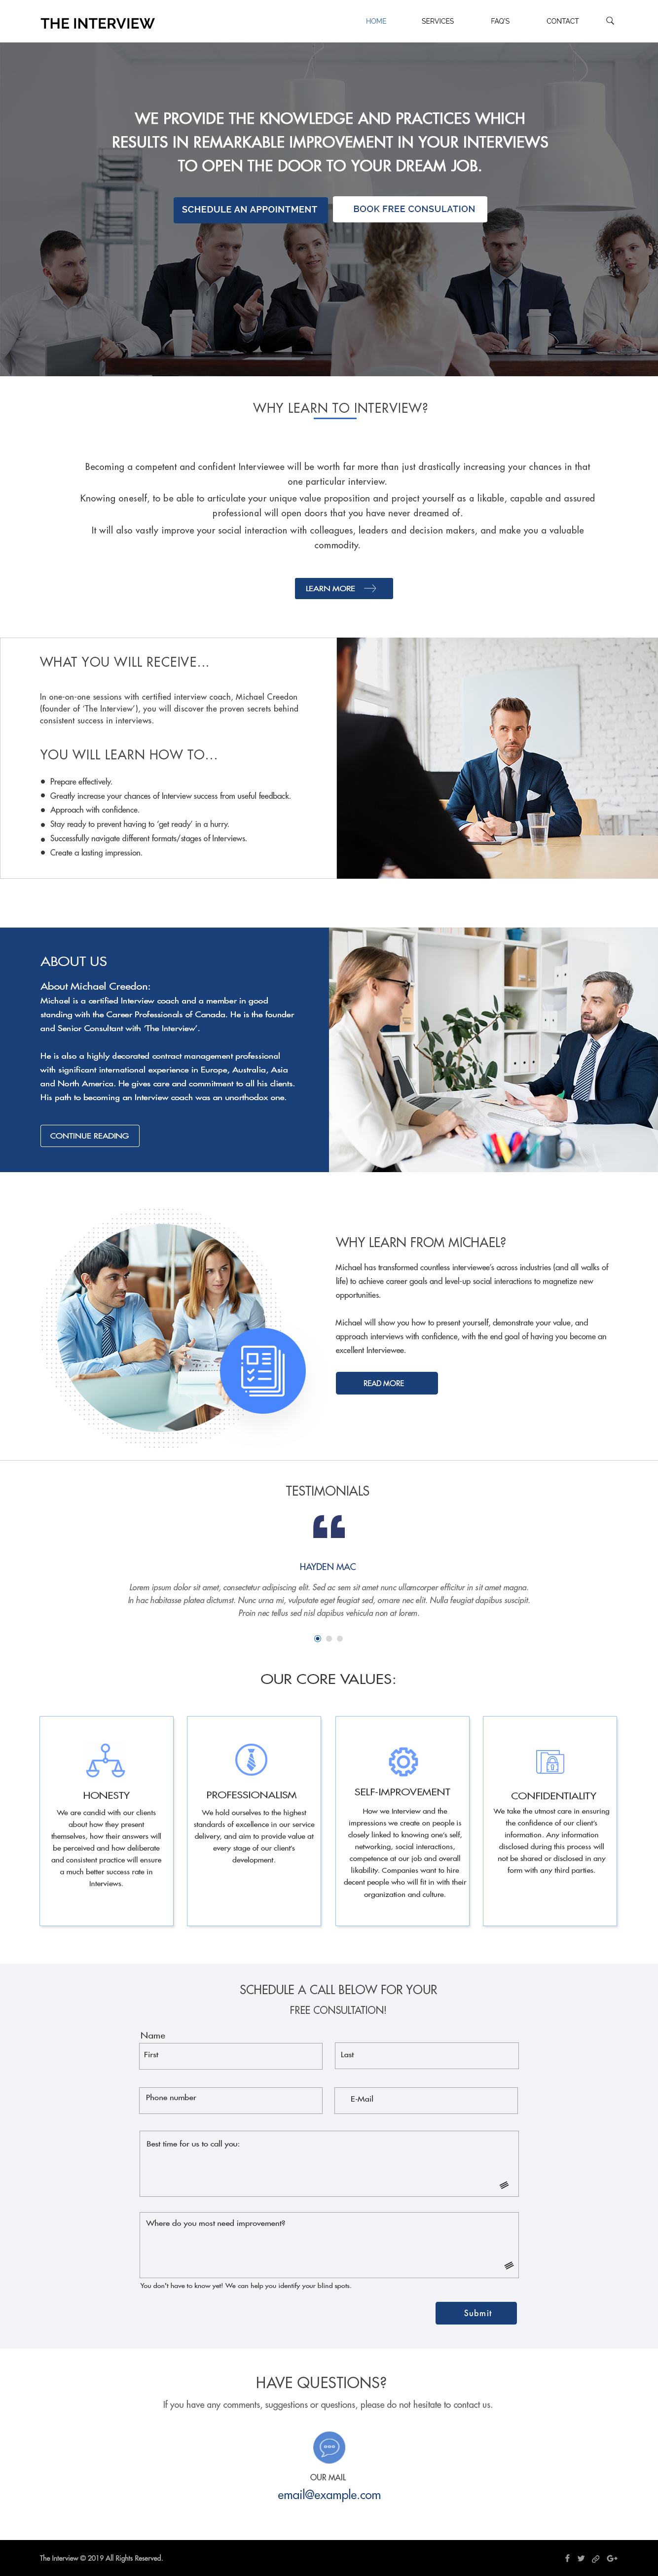 THE INTERVIEW
HOME SERVICES FAQ'S CONTACT
WE PROVIDE THE KNOWLEDGE AND PRACTICES WHICH
RESULTS IN REMARKABLE IMPROVEMENT IN YOUR INTERVIEWS
TO OPEN THE DOOR TO YOUR DREAM JOB.
SCHEDULE AN APPOINTMENT
BOOK FREE CONSULATION
WHY LEARN TO INTERVIEW?
Becoming a competent and confident Interviewee will be worth far more than just drastically increasing your chances in that
one particular interview.
Knowing oneself, to be able to articulate your unique value proposition and project yourself as a likable, capable and assured
professional will open doors that you have never dreamed of.
It will also vastly improve your social interaction with colleagues, leaders and decision makers, and make you a valuable
commodity.
LEARN MORE
WHAT YOU WILL RECEIVE...
In one-on-one sessions with certified interview coach, Michael Creedon
(founder of 'The Interview'), you will discover the proven secrets behind
consistent success in interviews.
YOU WILL LEARN HOW TO...
● Prepare effectively.
● Greatly increase your chances of Interview success from useful feedback.
● Approach with confidence.
● Stay ready to prevent having to 'get ready' in a hurry.
● Successfully navigate different formats/stages of Interviews.
● Create a lasting impression.
ABOUT US
About Michael Creedon:
Michael is a certified Interview coach and a member in good
standing with the Career Professionals of Canada. He is the founder
and Senior Consultant with 'The Interview'.
He is also a highly decorated contract management professional
with significant international experience in Europe, Australia, Asia
and North America. He gives care and commitment to all his clients.
His path to becoming an Interview coach was an unorthodox one.
CONTINUE READING
WHY LEARN FROM MICHAEL?
Michael has transformed countless interviewee's across industries (and all walks of
life) to achieve career goals and level-up social interactions to magnetize new
opportunities.
Michael will show you how to present yourself, demonstrate your value, and
approach interviews with confidence, with the end goal of having you become an
excellent Interviewee.
READ MORE
TESTIMONIALS
HAYDEN MAC
Lorem ipsum dolor sit amet, consectetur adipiscing elit. Sed ac sem sit amet nunc ullamcorper efficitur in sit amet magna.
In hac habitasse platea dictumst. Nunc urna mi, vulputate eget feugiat sed, ornare nec elit. Nulla feugiat dapibus suscipit.
Proin nec tellus sed nisl dapibus vehicula non at lorem.
OUR CORE VALUES:
HONESTY
We are candid with our clients
about how they present
themselves, how their answers will
be perceived and how deliberate
and consistent practice will ensure
a much better success rate in
Interviews.
PROFESSIONALISM
We hold ourselves to the highest
standards of excellence in our service
delivery, and aim to provide value at
every stage of our client's
development.
SELF-IMPROVEMENT
How we Interview and the
impressions we create on people is
closely linked to knowing one's self,
networking, social interactions,
competence at our job and overall
likability. Companies want to hire
decent people who will fit in with their
organization and culture.
CONFIDENTIALITY
We take the utmost care in ensuring
the confidence of our client's
information. Any information
disclosed during this process will
not be shared or disclosed in any
form with any third parties.
SCHEDULE A CALL BELOW FOR YOUR
FREE CONSULTATION!
Name
First
Last
Phone number
E-Mail
Best time for us to call you:
Where do you most need improvement?
You don't have to know yet! We can help you identify your blind spots.
Submit
HAVE QUESTIONS?
If you have any comments, suggestions or questions, please do not hesitate to contact us.
OUR MAIL
email@example.com
The Interview © 2019 All Rights Reserved.